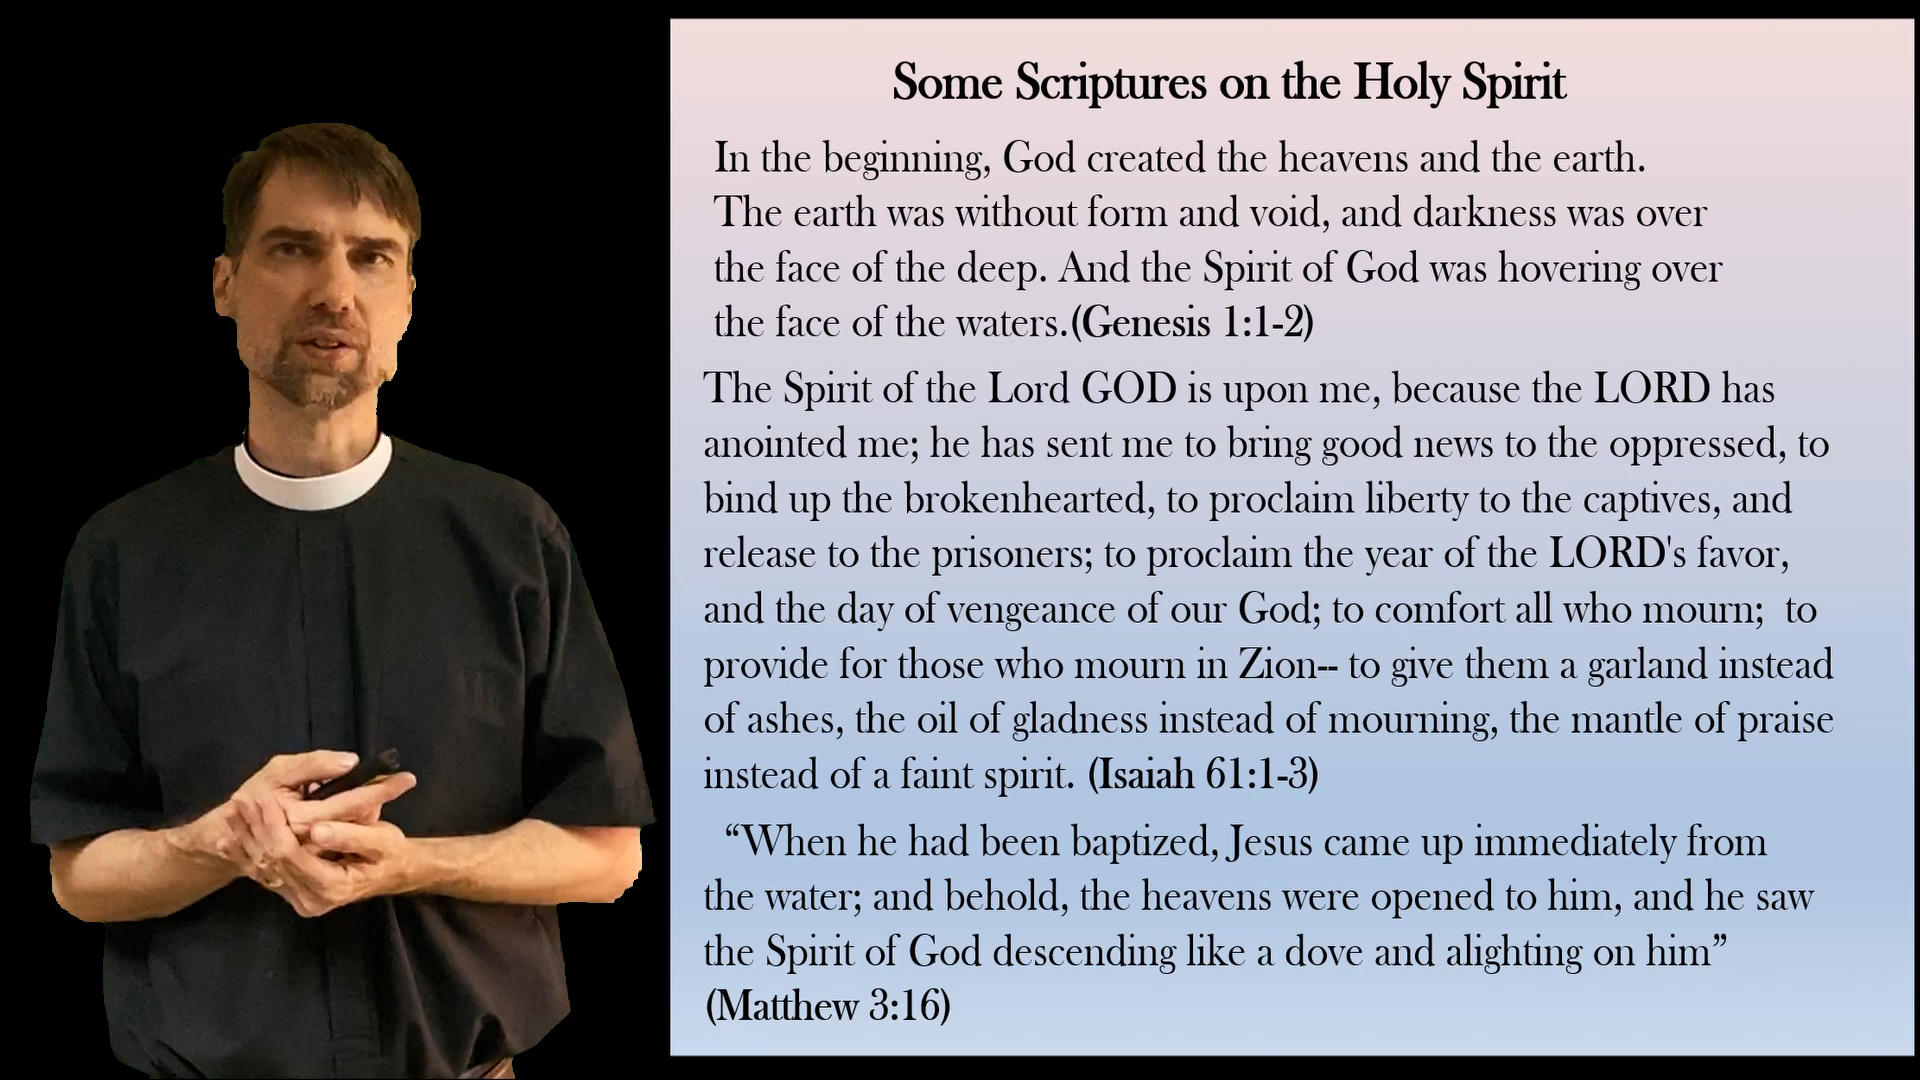 Some Scriptures on the Holy Spirit
In the beginning, God created the heavens and the earth.
The earth was without form and void, and darkness was over
the face of the deep. And the Spirit of God was hovering over
the face of the waters.(Genesis 1:1-2)
The Spirit of the Lord GOD is upon me, because the LORD has
anointed me; he has sent me to bring good news to the oppressed, to
bind up the brokenhearted, to proclaim liberty to the captives, and
release to the prisoners; to proclaim the year of the LORD's favor,
and the day of vengeance of our God; to comfort all who mourn;  to
provide for those who mourn in Zion-- to give them a garland instead
of ashes, the oil of gladness instead of mourning, the mantle of praise
instead of a faint spirit. (Isaiah 61:1-3)
“When he had been baptized, Jesus came up immediately from
the water; and behold, the heavens were opened to him, and he saw
the Spirit of God descending like a dove and alighting on him”
(Matthew 3:16)